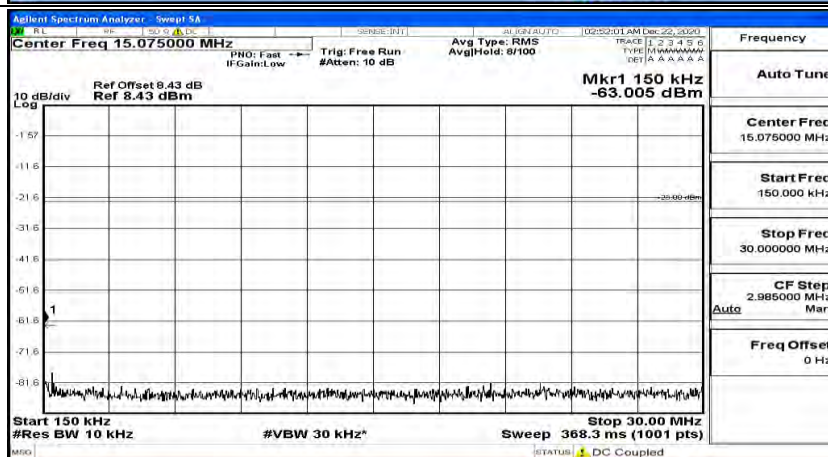 Agilent Spectrum Analyzer - Swept SA
RL RF 50 Ω DC SENSE:INT ALIGN AUTO 02:52:01 AM Dec 22, 2020
Center Freq 15.075000 MHz
PNO: Fast
IFGain:Low
Trig: Free Run
#Atten: 10 dB
Avg Type: RMS
Avg|Hold: 8/100
TRACE 1 2 3 4 5 6
TYPE M WWWWW
DET A A A A A A
Ref Offset 8.43 dB
10 dB/div Ref 8.43 dBm
Log
Mkr1 150 kHz
-63.005 dBm
-1.57
-11.6
-21.6
-23.00 dBm
-31.6
-41.6
-51.6
1
-61.6
-71.6
-81.6
Start 150 kHz
Stop 30.00 MHz
#Res BW 10 kHz #VBW 30 kHz* Sweep 368.3 ms (1001 pts)
MSG STATUS DC Coupled
Frequency
Auto Tune
Center Freq
15.075000 MHz
Start Freq
150.000 kHz
Stop Freq
30.000000 MHz
CF Step
2.985000 MHz
Auto Man
Freq Offset
0 Hz